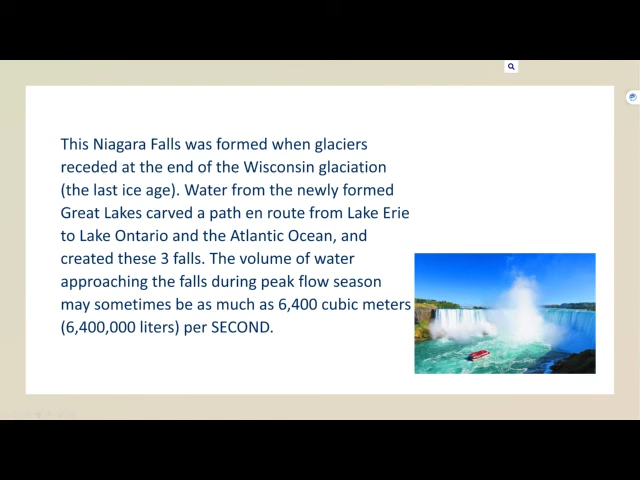 This Niagara Falls was formed when glaciers
receded at the end of the Wisconsin glaciation
(the last ice age). Water from the newly formed
Great Lakes carved a path en route from Lake Erie
to Lake Ontario and the Atlantic Ocean, and
created these 3 falls. The volume of water
approaching the falls during peak flow season
may sometimes be as much as 6,400 cubic meters
(6,400,000 liters) per SECOND.